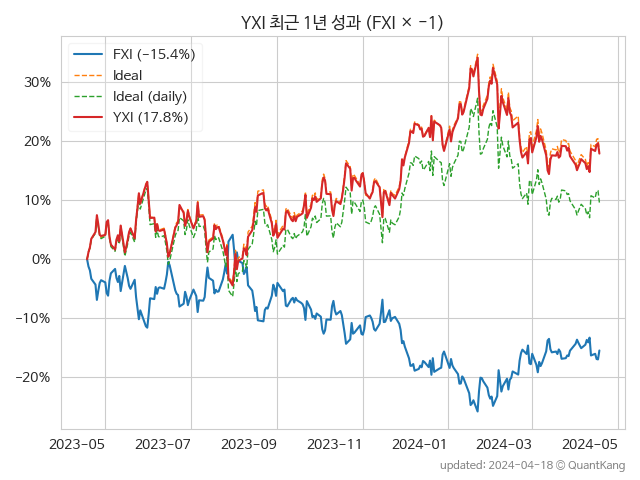 YXI 최근 1년 성과 (FXI × -1)
FXI (-15.4%)
Ideal
Ideal (daily)
YXI (17.8%)
30%
20%
10%
0%
-10%
-20%
2023-05 2023-07 2023-09 2023-11 2024-01 2024-03 2024-05
updated: 2024-04-18 © QuantKang